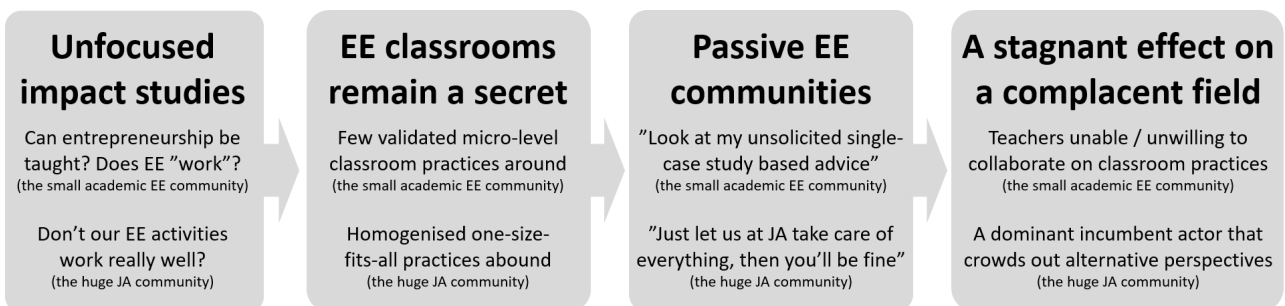 Unfocused
impact studies
Can entrepreneurship be
taught? Does EE ”work”?
(the small academic EE community)
Don’t our EE activities
work really well?
(the huge JA community)
EE classrooms
remain a secret
Few validated micro-level
classroom practices around
(the small academic EE community)
Homogenised one-size-
fits-all practices abound
(the huge JA community)
Passive EE
communities
”Look at my unsolicited single-
case study based advice”
(the small academic EE community)
”Just let us at JA take care of
everything, then you’ll be fine”
(the huge JA community)
A stagnant effect on
a complacent field
Teachers unable / unwilling to
collaborate on classroom practices
(the small academic EE community)
A dominant incumbent actor that
crowds out alternative perspectives
(the huge JA community)